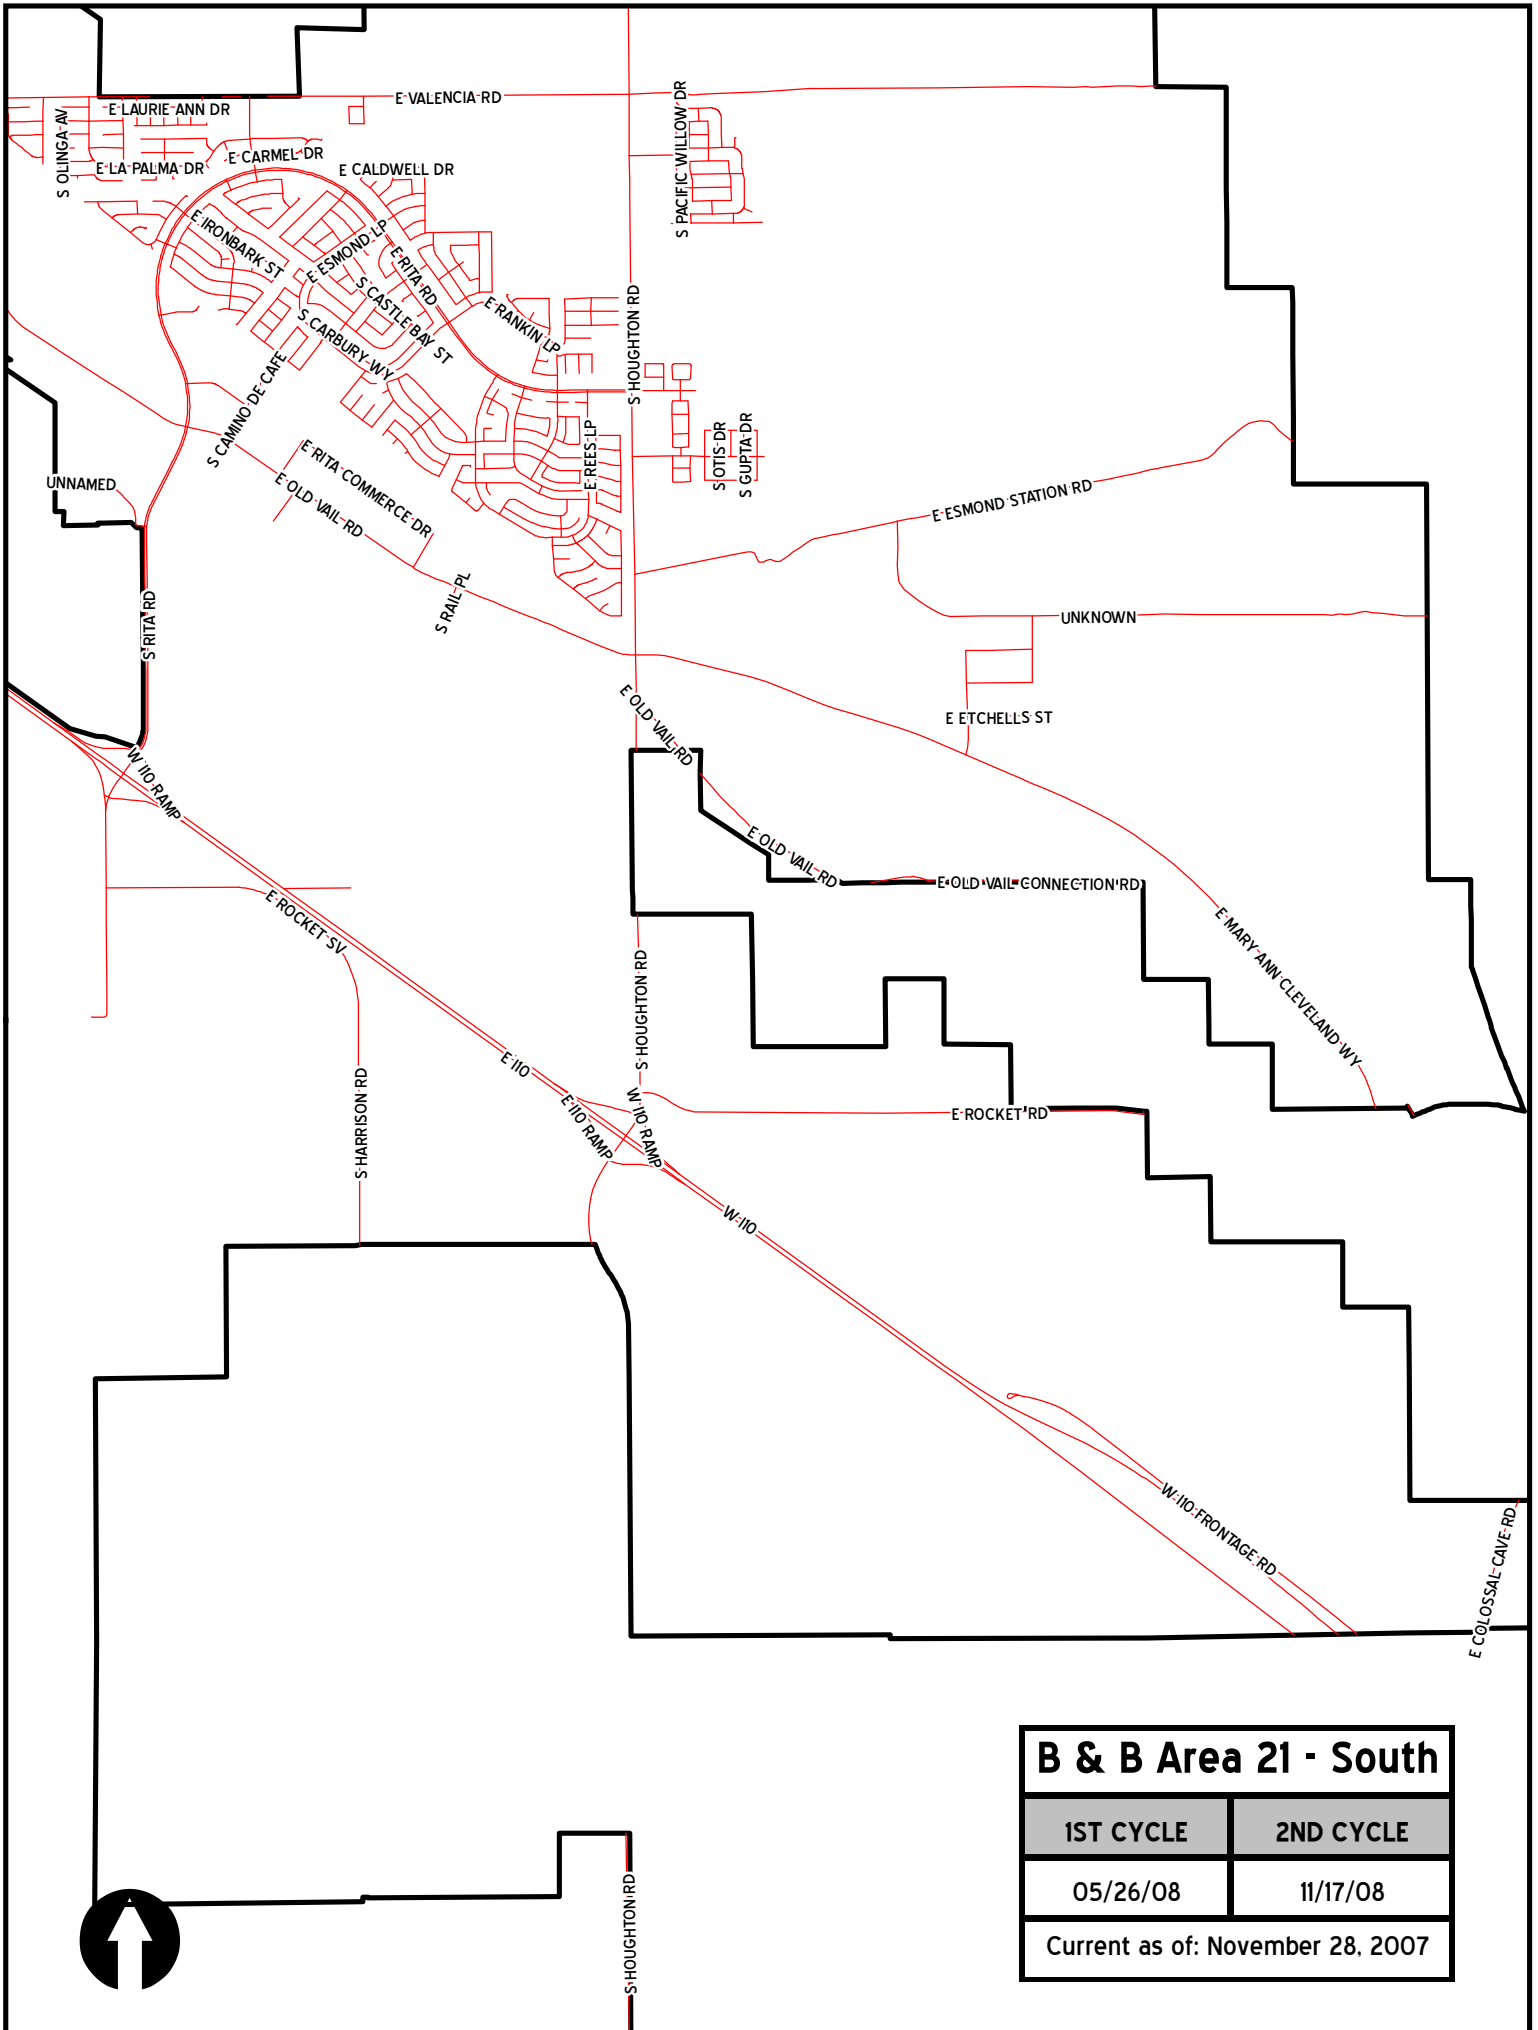 E VALENCIA RD
E LAURIE ANN DR
S OLINGA AV
E LA PALMA DR
E CARMEL DR
E CALDWELL DR
S PACIFIC WILLOW DR
E IRONBARK ST
E ESMOND LP
E RITA RD
S CASTLE BAY ST
S CARBURY WY
E RANKIN LP
S HOUGHTON RD
S CAMINO DE CAFE
E REES LP
S OTIS DR
S GUPTA DR
UNNAMED
E RITA COMMERCE DR
E OLD VAIL RD
E ESMOND STATION RD
S RITA RD
S RAIL PL
UNKNOWN
E OLD VAIL RD
E ETCHELLS ST
W I10 RAMP
E OLD VAIL RD
E OLD VAIL CONNECTION RD
E ROCKET SV
E MARY ANN CLEVELAND WY
S HOUGHTON RD
E I10
S HARRISON RD
E I10 RAMP
W I10 RAMP
E ROCKET RD
W I10
W I10 FRONTAGE RD
E COLOSSAL CAVE RD
S HOUGHTON RD
B & B Area 21 - South
1ST CYCLE
2ND CYCLE
05/26/08
11/17/08
Current as of: November 28, 2007